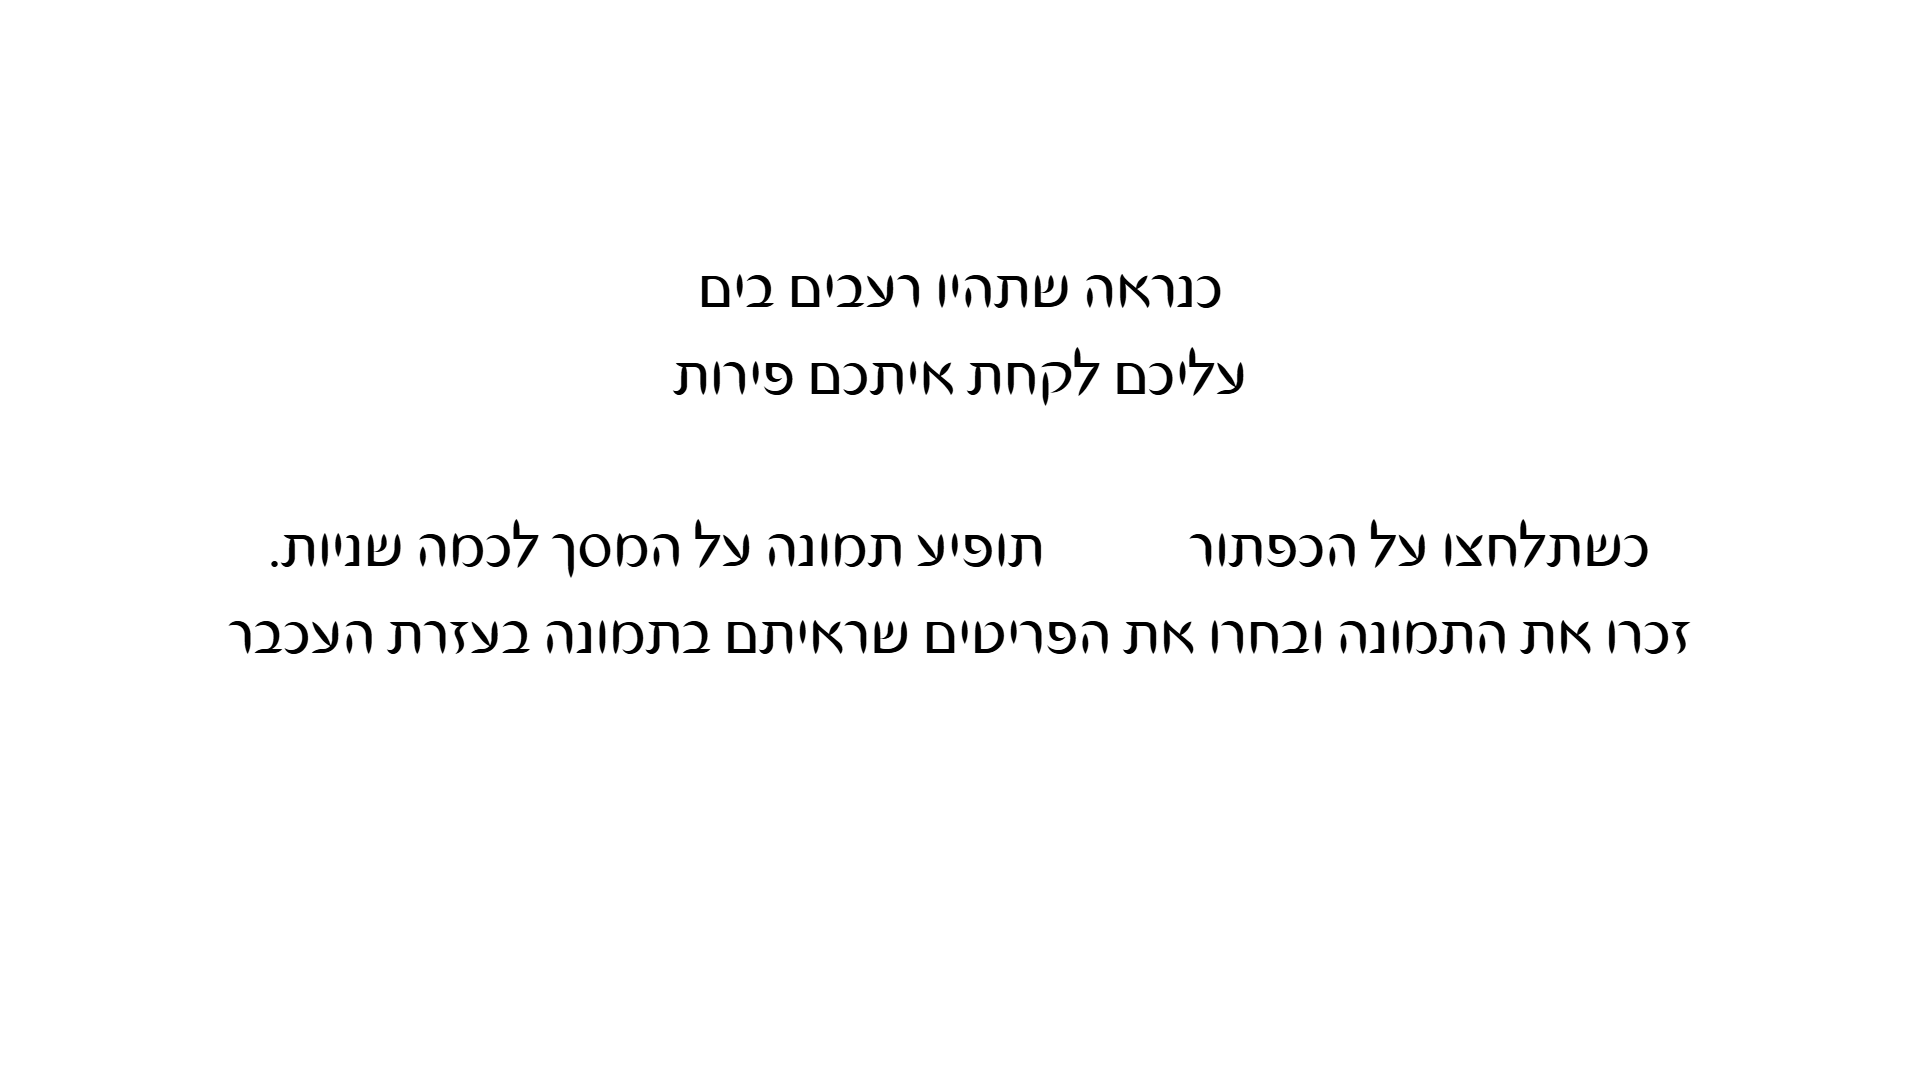 כנראה שתהיו רעבים בים
עליכם לקחת איתכם פירות
כשתלחצו על הכפתור תופיע תמונה על המסך לכמה שניות.
זכרו את התמונה ובחרו את הפריטים שראיתם בתמונה בעזרת העכבר